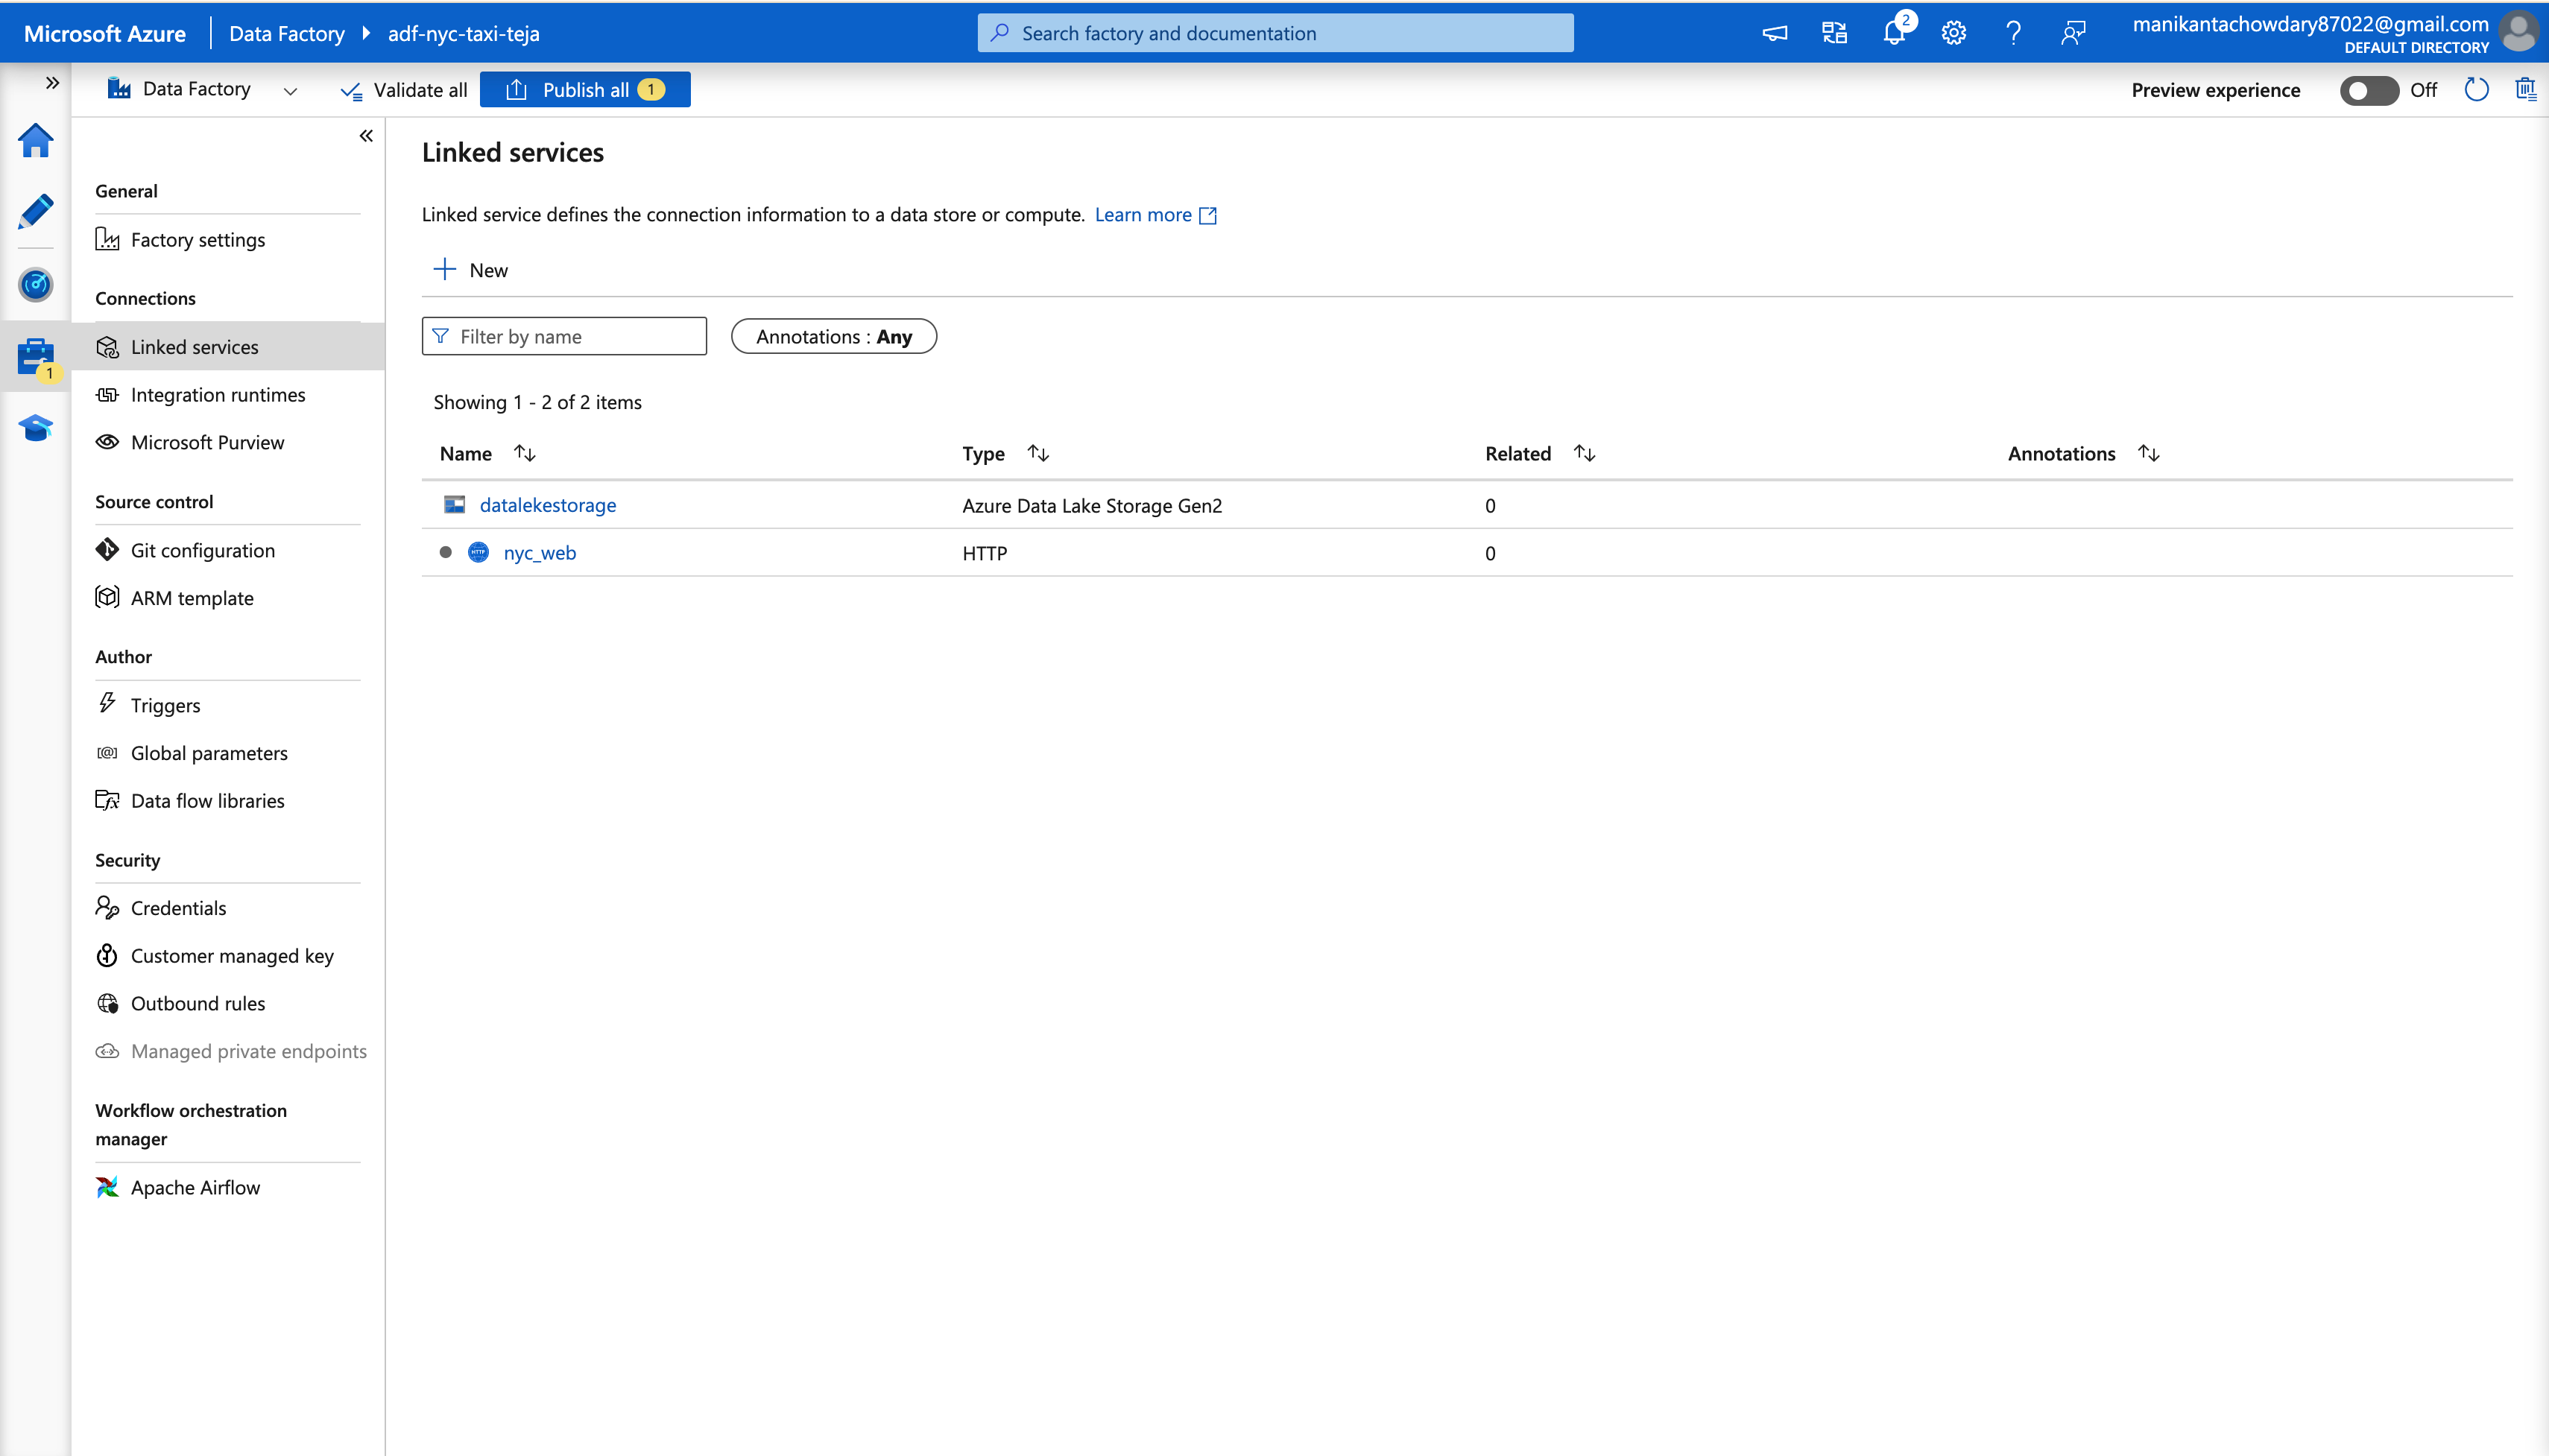 Microsoft Azure Data Factory adf-nyc-taxi-teja Search factory and documentation 2 manikantachowdary87022@gmail.com
DEFAULT DIRECTORY
Data Factory Validate all Publish all 1 Preview experience Off
General
Factory settings
Connections
Linked services
1
Integration runtimes
Microsoft Purview
Source control
Git configuration
ARM template
Author
Triggers
Global parameters
Data flow libraries
Security
Credentials
Customer managed key
Outbound rules
Managed private endpoints
Workflow orchestration
manager
Apache Airflow
Linked services
Linked service defines the connection information to a data store or compute. Learn more
New
Filter by name Annotations : Any
Showing 1 - 2 of 2 items
Name Type Related Annotations
datalekestorage Azure Data Lake Storage Gen2 0
HTTP nyc_web HTTP 0